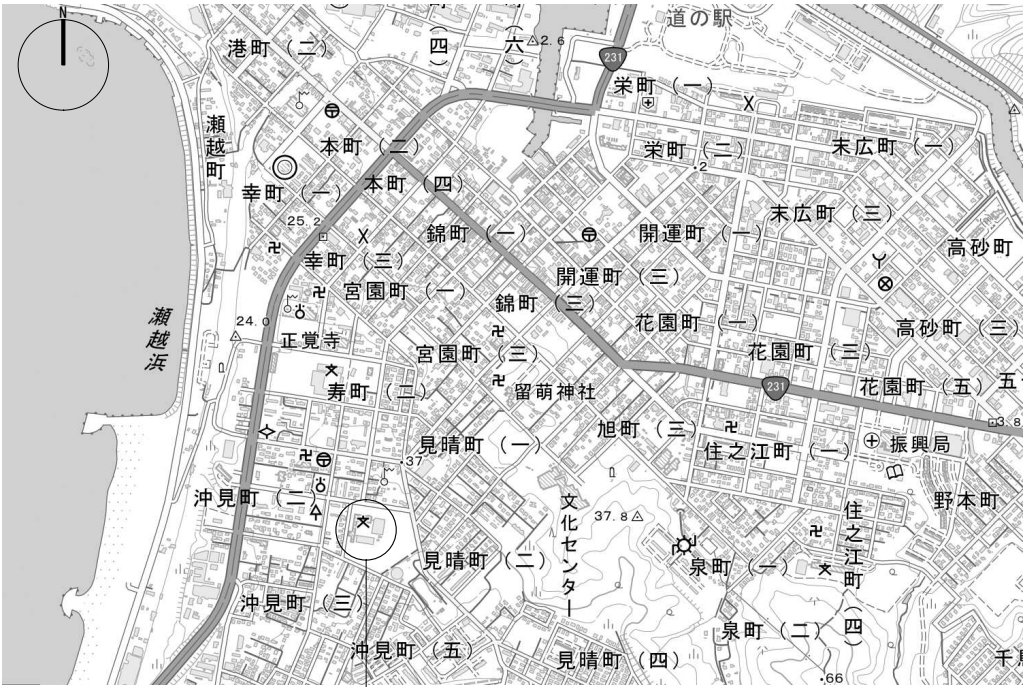 N
道の駅
港町（二）
（四）
（六）
2.6
231
栄町（一）
瀬越町
本町（二）
栄町（二）
末広町（一）
2
幸町（一）
本町（四）
末広町（三）
25.2
錦町（一）
開運町（一）
高砂町
幸町（三）
宮園町（一）
開運町（三）
錦町（三）
瀬越浜
24.0
正覚寺
花園町（一）
高砂町（三）
宮園町（三）
花園町（三）
寿町（二）
留萌神社
231
花園町（五）
五
旭町（三）
3.8
見晴町（一）
住之江町（一）
振興局
37
沖見町（二）
文化センター
37.8
野本町
住之江町（四）
見晴町（二）
泉町（一）
沖見町（三）
泉町（二）
沖見町（五）
見晴町（四）
66
千